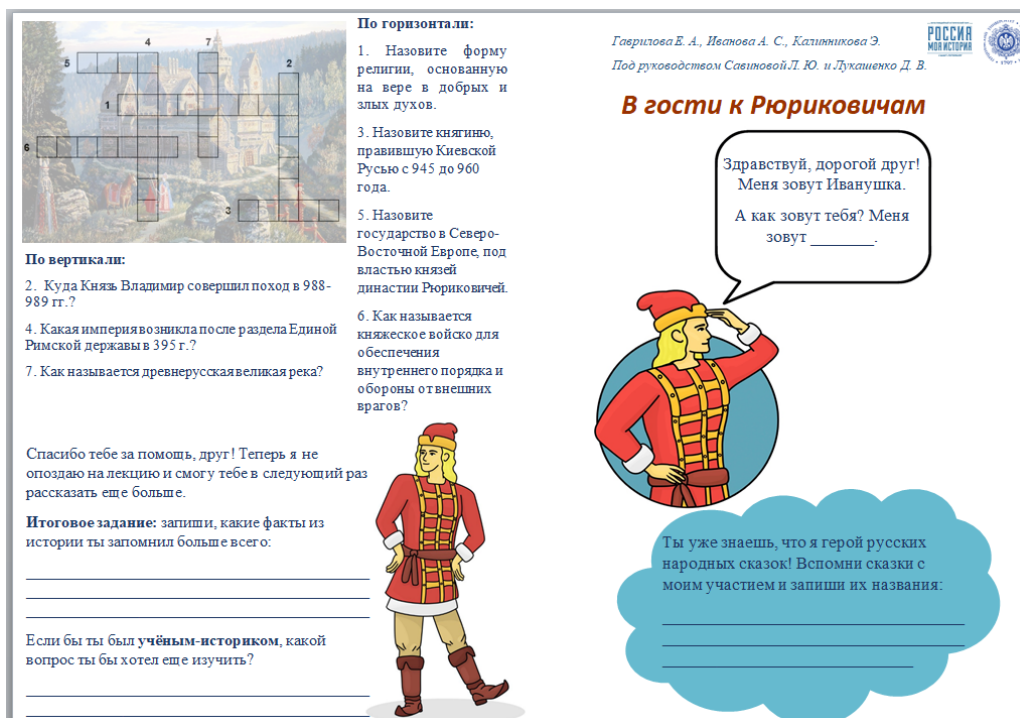 4
7
2
5
1
6
3
По вертикали:
2. Куда Князь Владимир совершил поход в 988-
989 гг.?
4. Какая империя возникла после раздела Единой
Римской державы в 395 г.?
7. Как называется древнерусская великая река?
По горизонтали:
1. Назовите форму
религии, основанную
на вере в добрых и
злых духов.
3. Назовите княгиню,
правившую Киевской
Русью с 945 до 960
года.
5. Назовите
государство в Северо-
Восточной Европе, под
властью князей
династии Рюриковичей.
6. Как называется
княжеское войско для
обеспечения
внутреннего порядка и
обороны от внешних
врагов?
Спасибо тебе за помощь, друг! Теперь я не
опоздаю на лекцию и смогу тебе в следующий раз
рассказать еще больше.
Итоговое задание: запиши, какие факты из
истории ты запомнил больше всего:
Если бы ты был учёным-историком, какой
вопрос ты бы хотел еще изучить?
Гаврилова Е. А., Иванова А. С., Калинникова Э.
Под руководством Савиновой Л. Ю. и Лукашенко Д. В.
РОССИЯ
МОЯ ИСТОРИЯ
В гости к Рюриковичам
Здравствуй, дорогой друг!
Меня зовут Иванушка.
А как зовут тебя? Меня
зовут ________.
Ты уже знаешь, что я герой русских
народных сказок! Вспомни сказки с
моим участием и запиши их названия: